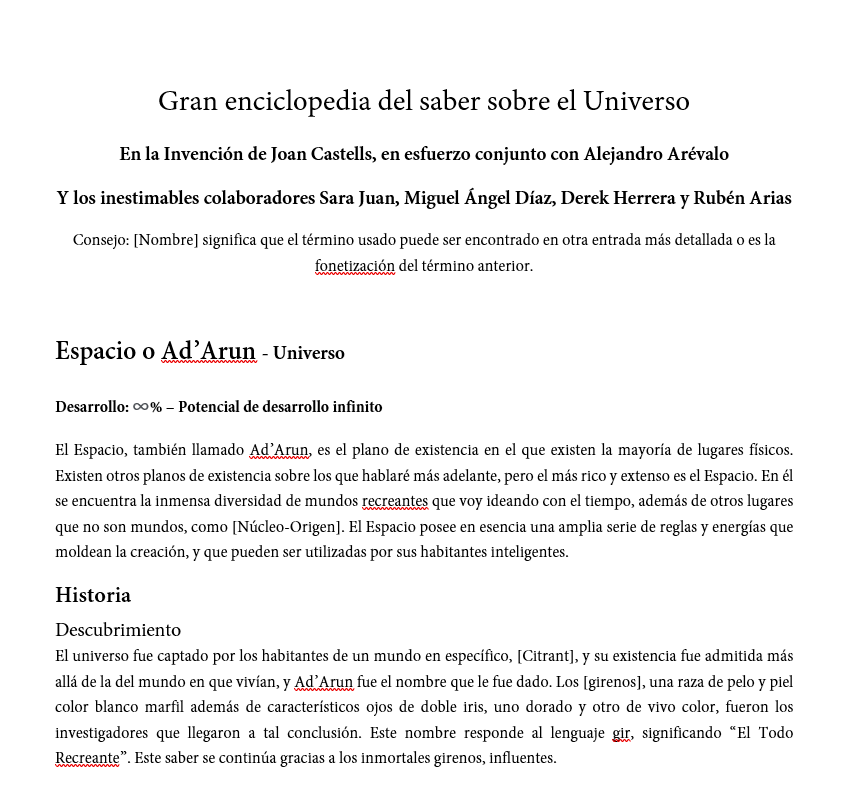 Gran enciclopedia del saber sobre el Universo
En la Invención de Joan Castells, en esfuerzo conjunto con Alejandro Arévalo
Y los inestimables colaboradores Sara Juan, Miguel Ángel Díaz, Derek Herrera y Rubén Arias
Consejo: [Nombre] significa que el término usado puede ser encontrado en otra entrada más detallada o es la
fonetización del término anterior.
Espacio o Ad’Arun - Universo
Desarrollo: ∞% – Potencial de desarrollo infinito
El Espacio, también llamado Ad’Arun, es el plano de existencia en el que existen la mayoría de lugares físicos.
Existen otros planos de existencia sobre los que hablaré más adelante, pero el más rico y extenso es el Espacio. En él
se encuentra la inmensa diversidad de mundos recreantes que voy ideando con el tiempo, además de otros lugares
que no son mundos, como [Núcleo-Origen]. El Espacio posee en esencia una amplia serie de reglas y energías que
moldean la creación, y que pueden ser utilizadas por sus habitantes inteligentes.
Historia
Descubrimiento
El universo fue captado por los habitantes de un mundo en específico, [Citrant], y su existencia fue admitida más
allá de la del mundo en que vivían, y Ad’Arun fue el nombre que le fue dado. Los [girenos], una raza de pelo y piel
color blanco marfil además de característicos ojos de doble iris, uno dorado y otro de vivo color, fueron los
investigadores que llegaron a tal conclusión. Este nombre responde al lenguaje gir, significando “El Todo
Recreante”. Este saber se continúa gracias a los inmortales girenos, influentes.